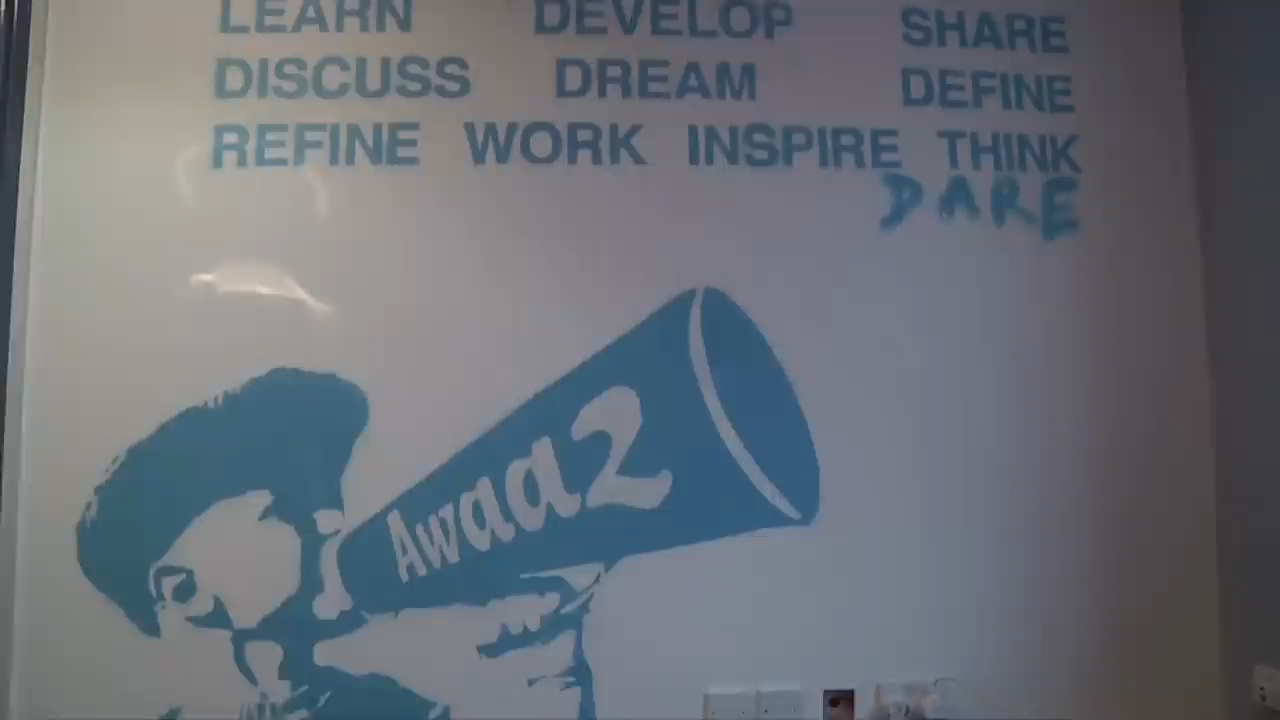 LEARN DEVELOP SHARE
DISCUSS DREAM DEFINE
REFINE WORK INSPIRE THINK
DARE
Awaa2